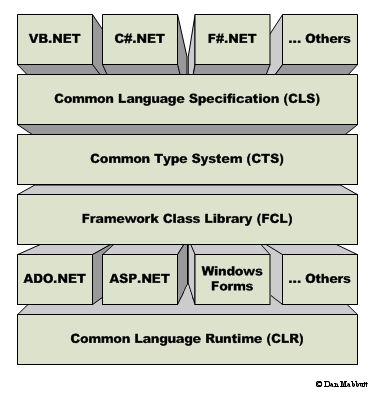 VB.NET C#.NET F#.NET ... Others
Common Language Specification (CLS)
Common Type System (CTS)
Framework Class Library (FCL)
ADO.NET ASP.NET Windows Forms ... Others
Common Language Runtime (CLR)
© Dan Mabbutt